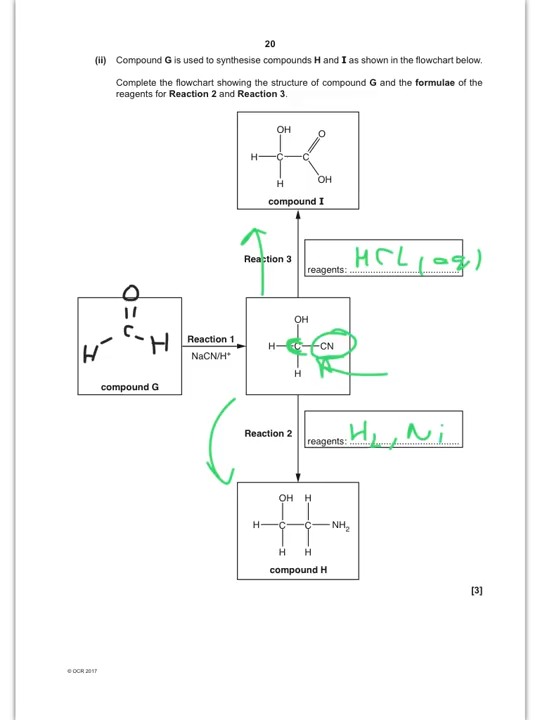 20
(ii) Compound G is used to synthesise compounds H and I as shown in the flowchart below.
Complete the flowchart showing the structure of compound G and the formulae of the
reagents for Reaction 2 and Reaction 3.
OH
O
H C C
H
OH
compound I
Reaction 3
reagents: HCl (aq)
O
H C H
compound G
Reaction 1
NaCN/H+
OH
H C CN
H
Reaction 2
reagents: H2, Ni
OH H
H C C NH2
H H
compound H
[3]
© OCR 2017